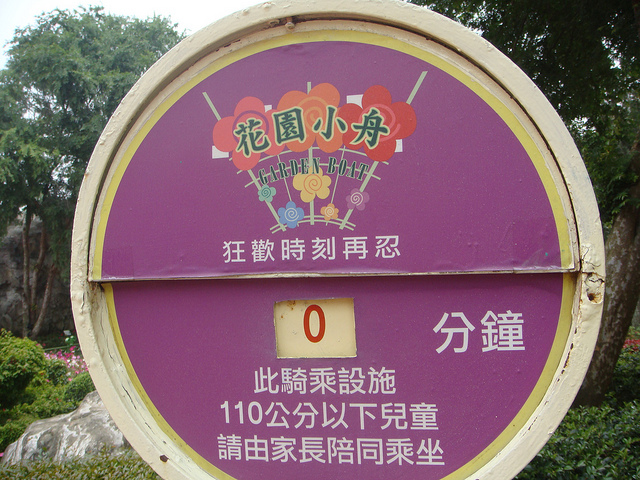 花園小舟
GARDEN BOAT
狂歡時刻再忍
0 分鐘
此騎乘設施
110公分以下兒童
請由家長陪同乘坐